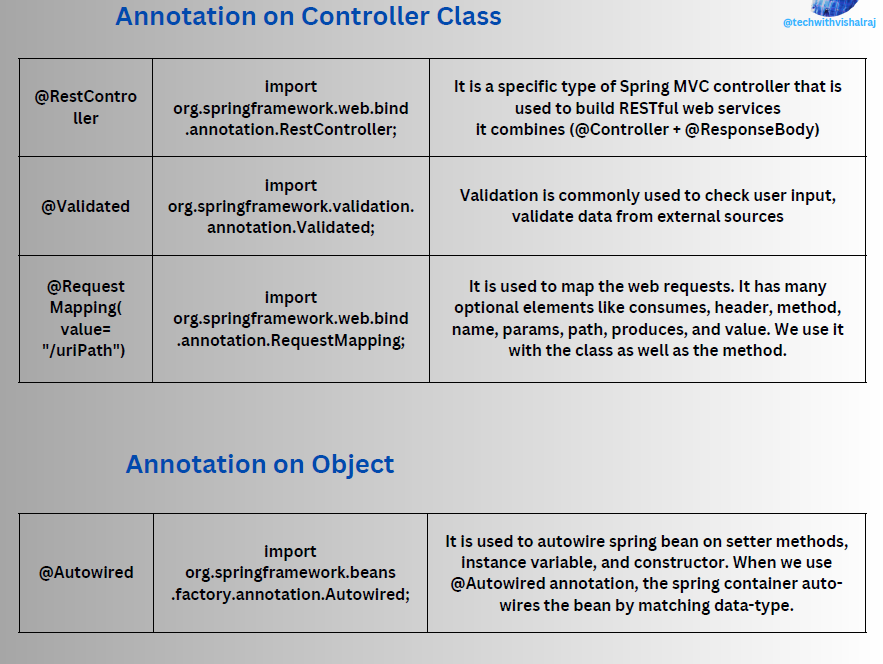 Annotation on Controller Class
@techwithvishalraj
@RestContro
ller
import
org.springframework.web.bind
.annotation.RestController;
It is a specific type of Spring MVC controller that is
used to build RESTful web services
it combines (@Controller + @ResponseBody)
@Validated
import
org.springframework.validation.
annotation.Validated;
Validation is commonly used to check user input,
validate data from external sources
@Request
Mapping(
value=
"/uriPath")
import
org.springframework.web.bind
.annotation.RequestMapping;
It is used to map the web requests. It has many
optional elements like consumes, header, method,
name, params, path, produces, and value. We use it
with the class as well as the method.
Annotation on Object
@Autowired
import
org.springframework.beans
.factory.annotation.Autowired;
It is used to autowire spring bean on setter methods,
instance variable, and constructor. When we use
@Autowired annotation, the spring container auto-
wires the bean by matching data-type.